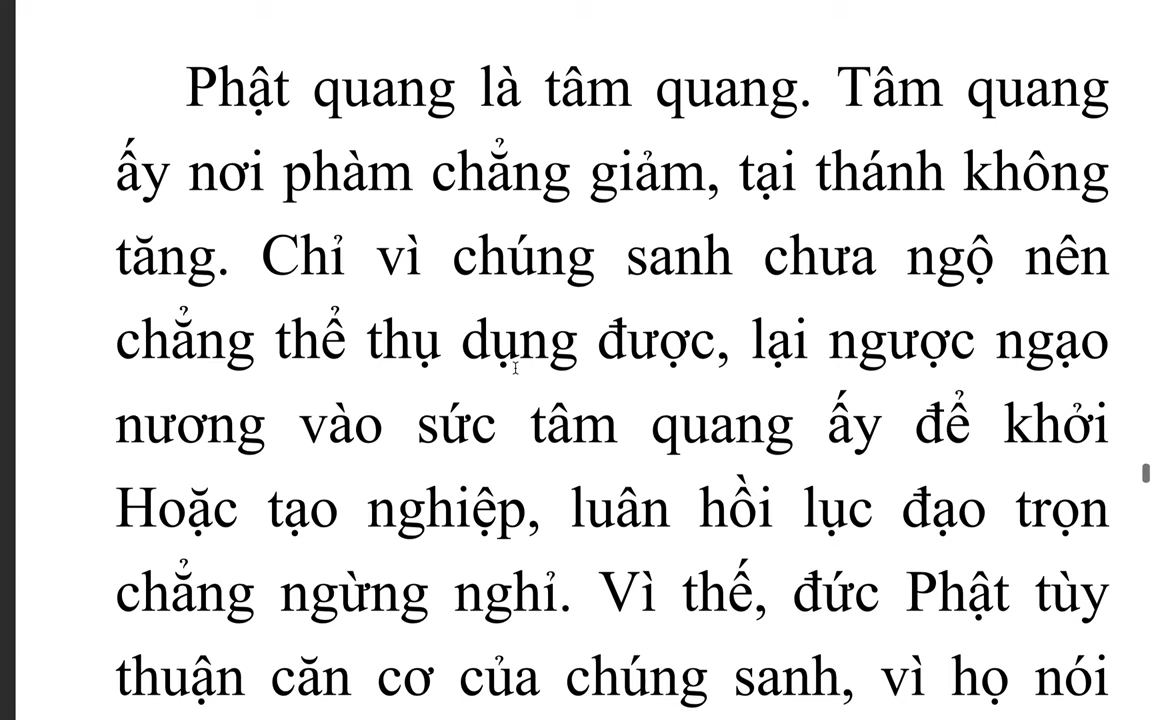 Phật quang là tâm quang. Tâm quang
ấy nơi phàm chẳng giảm, tại thánh không
tăng. Chỉ vì chúng sanh chưa ngộ nên
chẳng thể thụ dụng được, lại ngược ngạo
nương vào sức tâm quang ấy để khởi
Hoặc tạo nghiệp, luân hồi lục đạo trọn
chẳng ngừng nghỉ. Vì thế, đức Phật tùy
thuận căn cơ của chúng sanh, vì họ nói